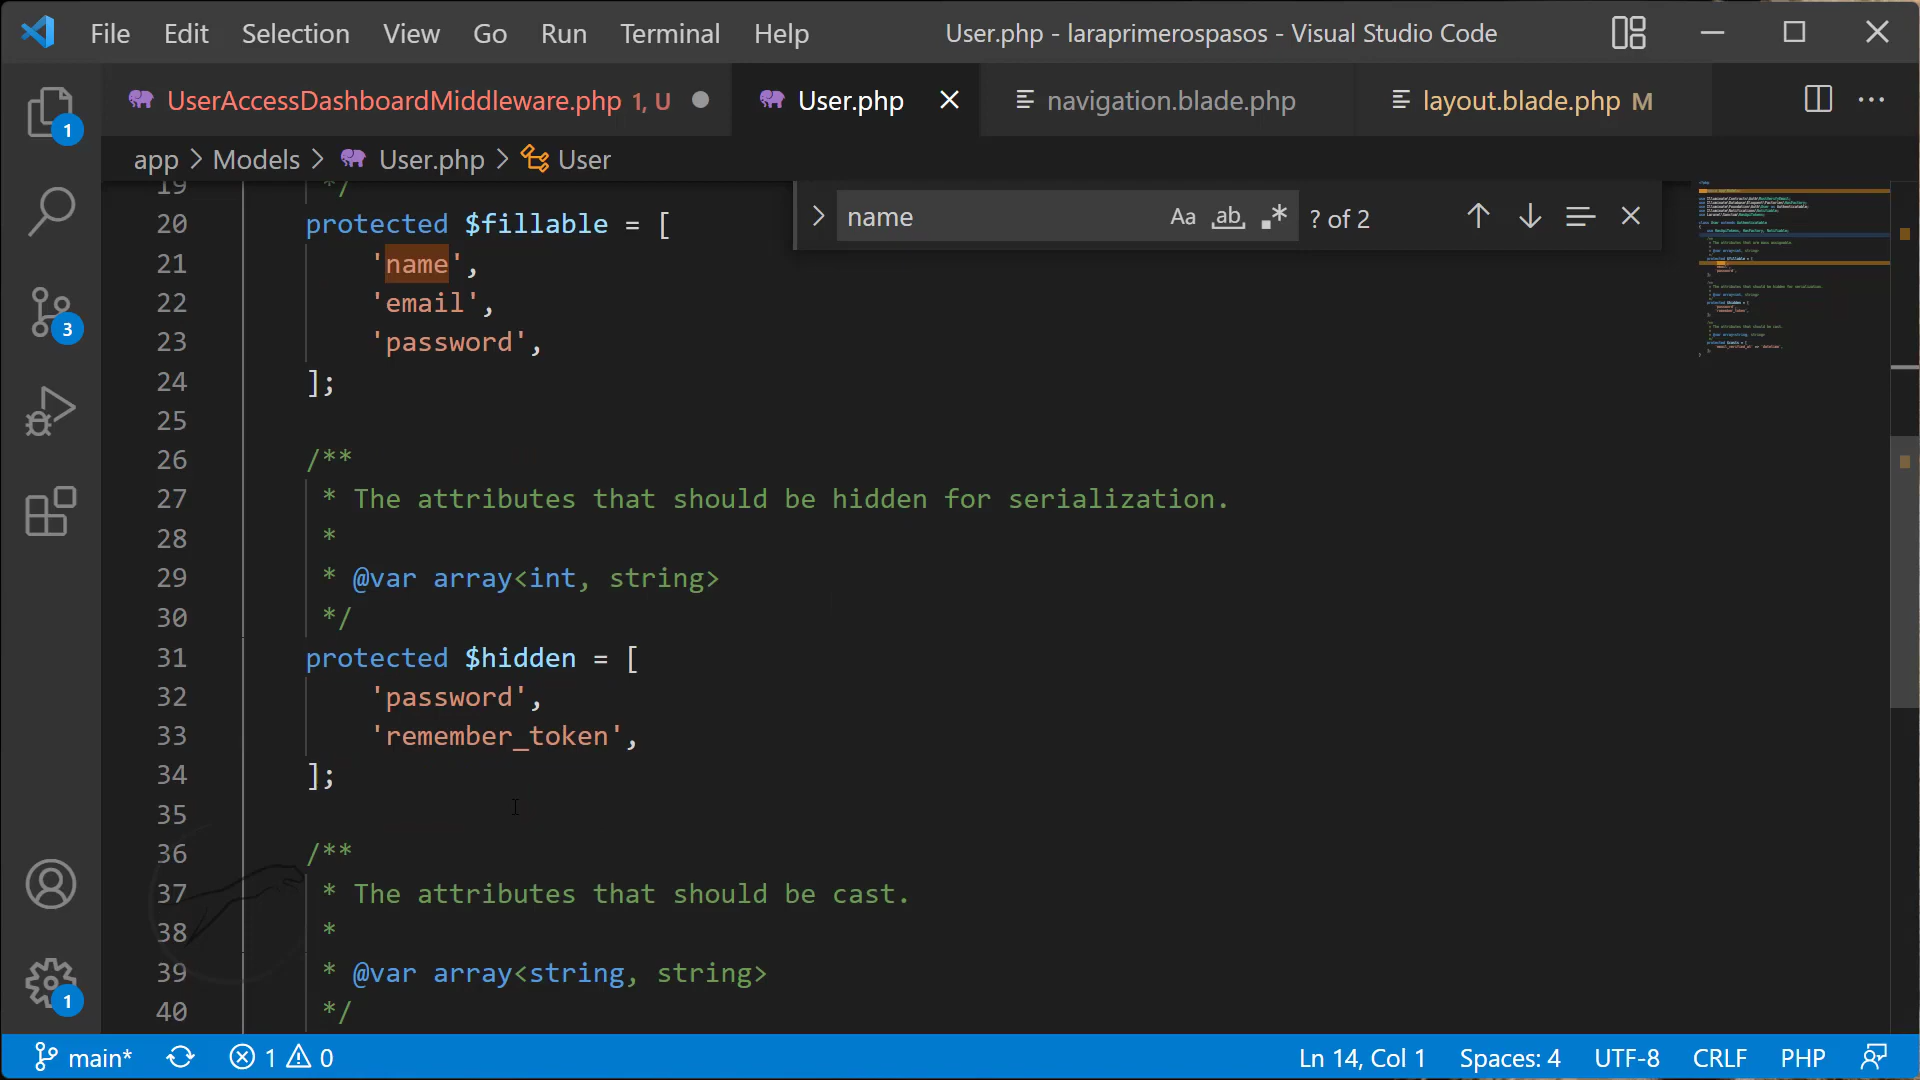 File Edit Selection View Go Run Terminal Help User.php - laraprimerospasos - Visual Studio Code
UserAccessDashboardMiddleware.php 1, U User.php navigation.blade.php layout.blade.php M
app > Models > User.php > User
name Aa ab ? of 2
19 */
20 protected $fillable = [
21 'name',
22 'email',
23 'password',
24 ];
25
26 /**
27 * The attributes that should be hidden for serialization.
28 *
29 * @var array<int, string>
30 */
31 protected $hidden = [
32 'password',
33 'remember_token',
34 ];
35
36 /**
37 * The attributes that should be cast.
38 *
39 * @var array<string, string>
40 */
1
3
1
main* 1 0 Ln 14, Col 1 Spaces: 4 UTF-8 CRLF PHP